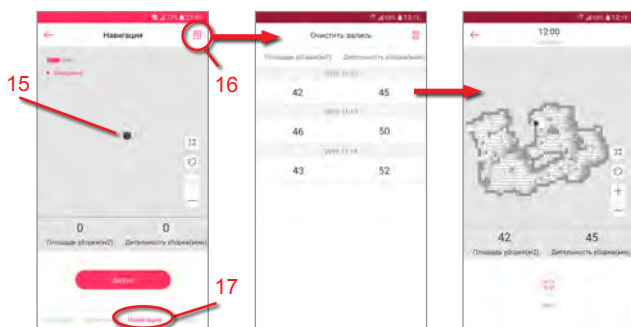 Навигация
15
16
0
0
Площадь уборки(м2)
Длительность уборки(мин)
Навигация
17
Очистить запись
Площадь уборки(м2)
Длительность уборки(мин)
42
45
46
50
43
52
12:00
42
45
Площадь уборки(м2)
Длительность уборки(мин)